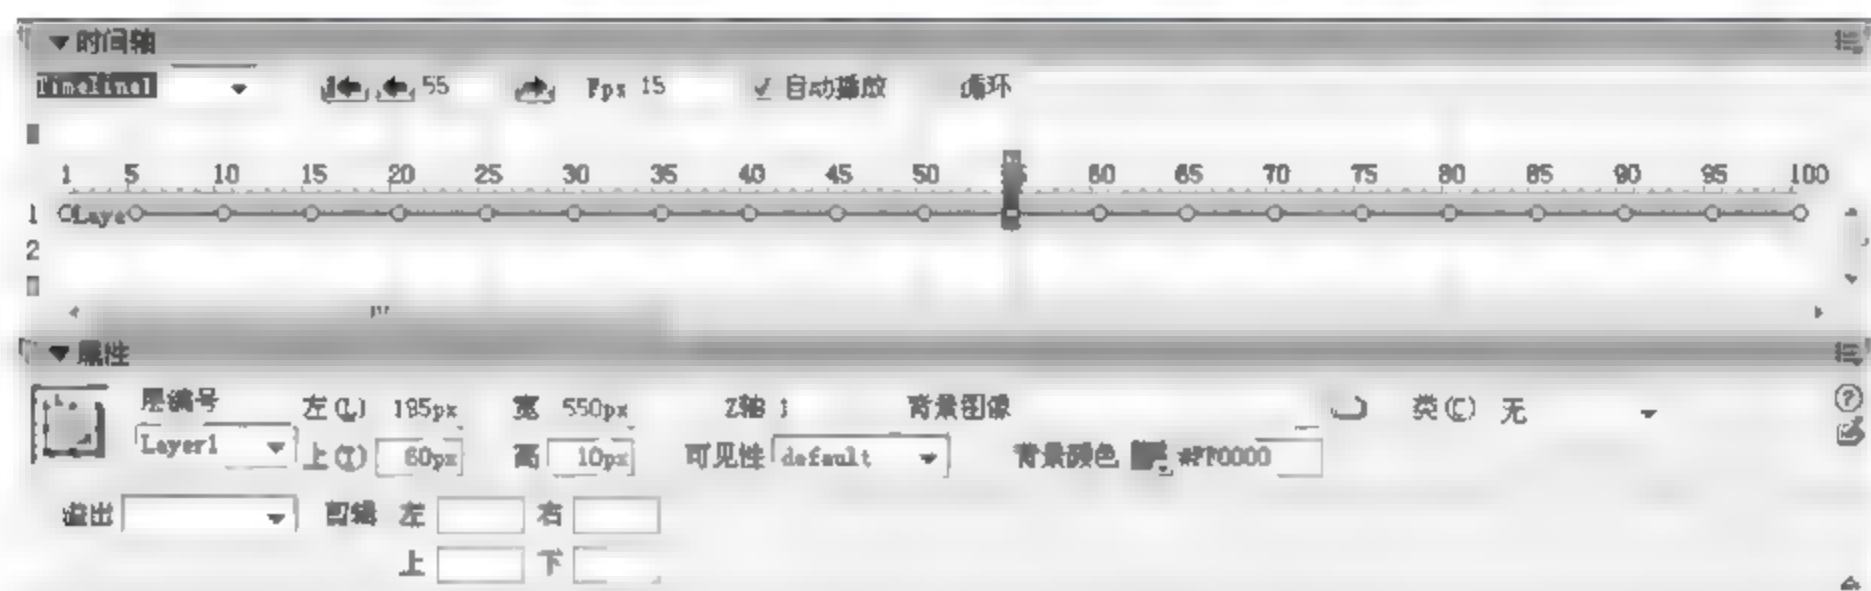 时间轴
Timeline1 55 Fps 15 自动播放 循环
1 5 10 15 20 25 30 35 40 45 50 60 65 70 75 80 85 90 95 100
1 Laye
2
属性
层编号 左(L) 195px 宽 550px Z轴 1 背景图像 类(C) 无
Layer1 上(T) 60px 高 10px 可见性 default 背景颜色 #FF0000
溢出 剪辑 左 右
上 下